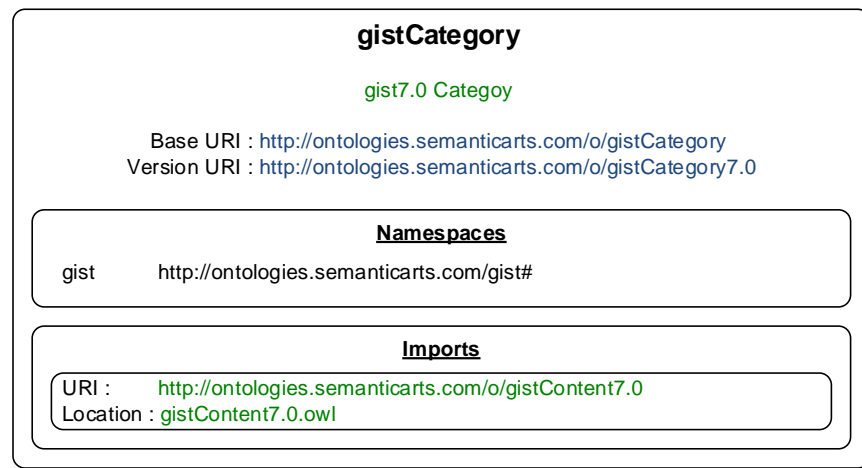 gistCategory
gist7.0 Categoy
Base URI : http://ontologies.semanticarts.com/o/gistCategory
Version URI : http://ontologies.semanticarts.com/o/gistCategory7.0
Namespaces
gist http://ontologies.semanticarts.com/gist#
Imports
URI : http://ontologies.semanticarts.com/o/gistContent7.0
Location : gistContent7.0.owl